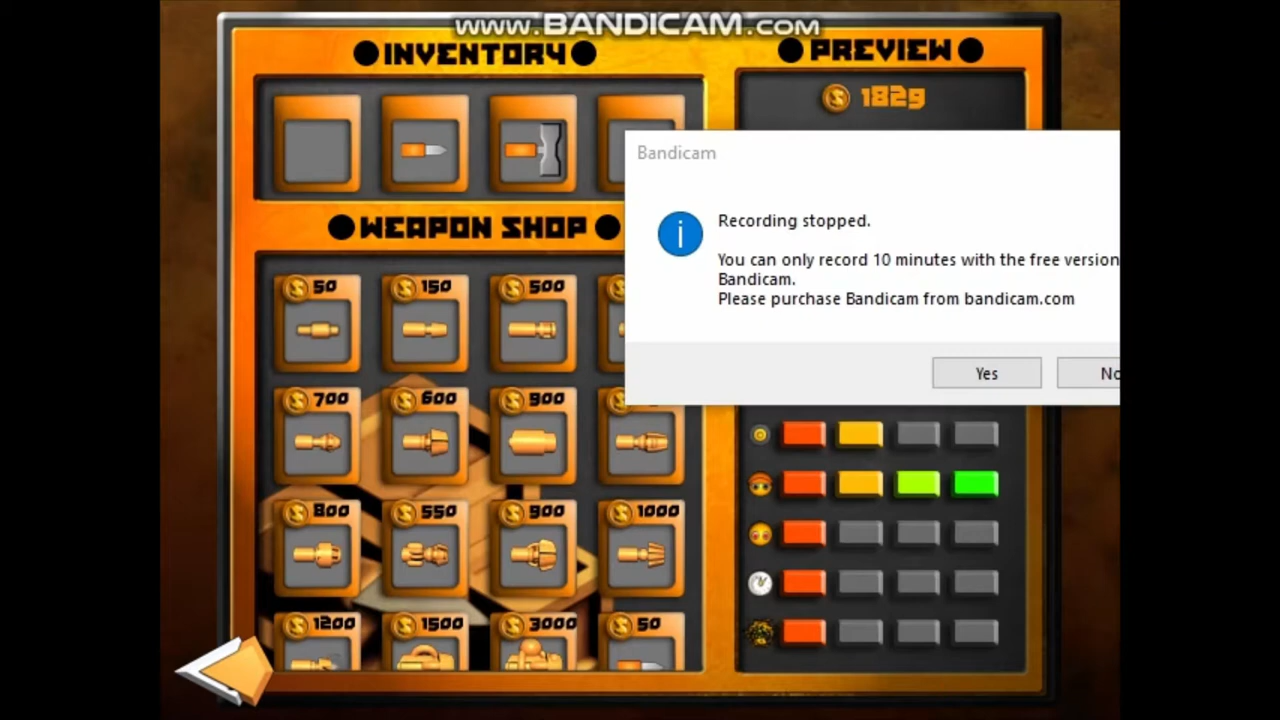 www.BANDICAM.com
INVENTORY
PREVIEW
1829
Bandicam
Recording stopped.
You can only record 10 minutes with the free version
Bandicam.
Please purchase Bandicam from bandicam.com
Yes
No
WEAPON SHOP
50
150
500
700
600
900
800
550
900
1000
1200
1500
3000
50